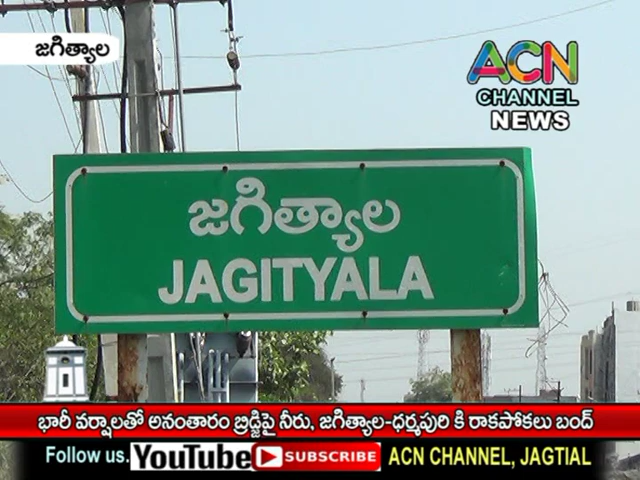 జగిత్యాల
ACN
CHANNEL
NEWS
జగిత్యాల
JAGITYALA
భారీ వర్షాలతో అనంతారం బ్రిడ్జిపై నీరు, జగిత్యాల-ధర్మపురి కి రాకపోకలు బంద్
Follow us. YouTube SUBSCRIBE ACN CHANNEL, JAGTIAL